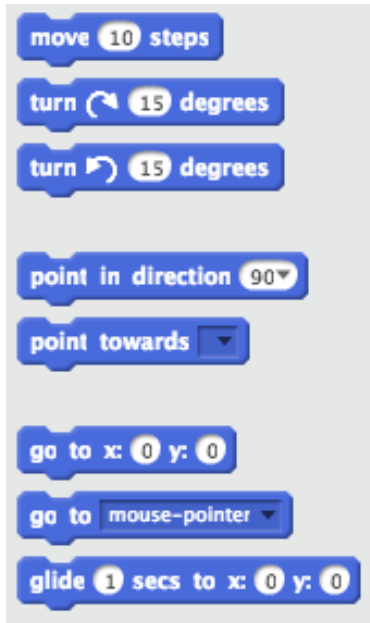 move 10 steps
turn 15 degrees
turn 15 degrees
point in direction 90
point towards
go to x: 0 y: 0
go to mouse-pointer
glide 1 secs to x: 0 y: 0